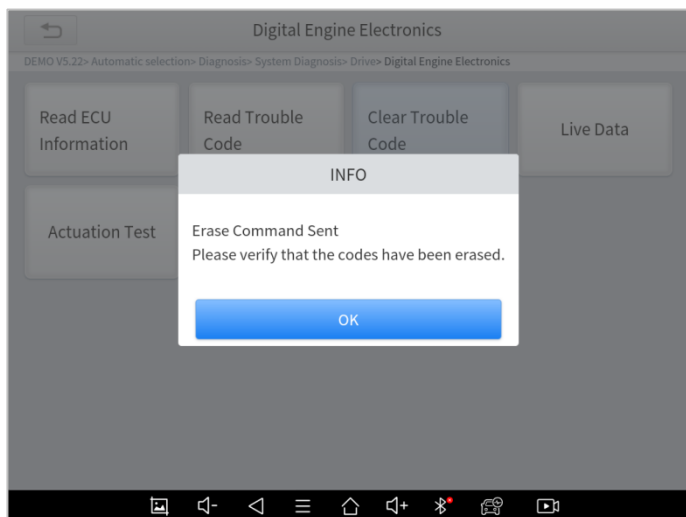 Digital Engine Electronics
DEMO V5.22> Automatic selection> Diagnosis> System Diagnosis> Drive> Digital Engine Electronics
Read ECU
Information
Read Trouble
Code
Clear Trouble
Code
Live Data
INFO
Actuation Test
Erase Command Sent
Please verify that the codes have been erased.
OK